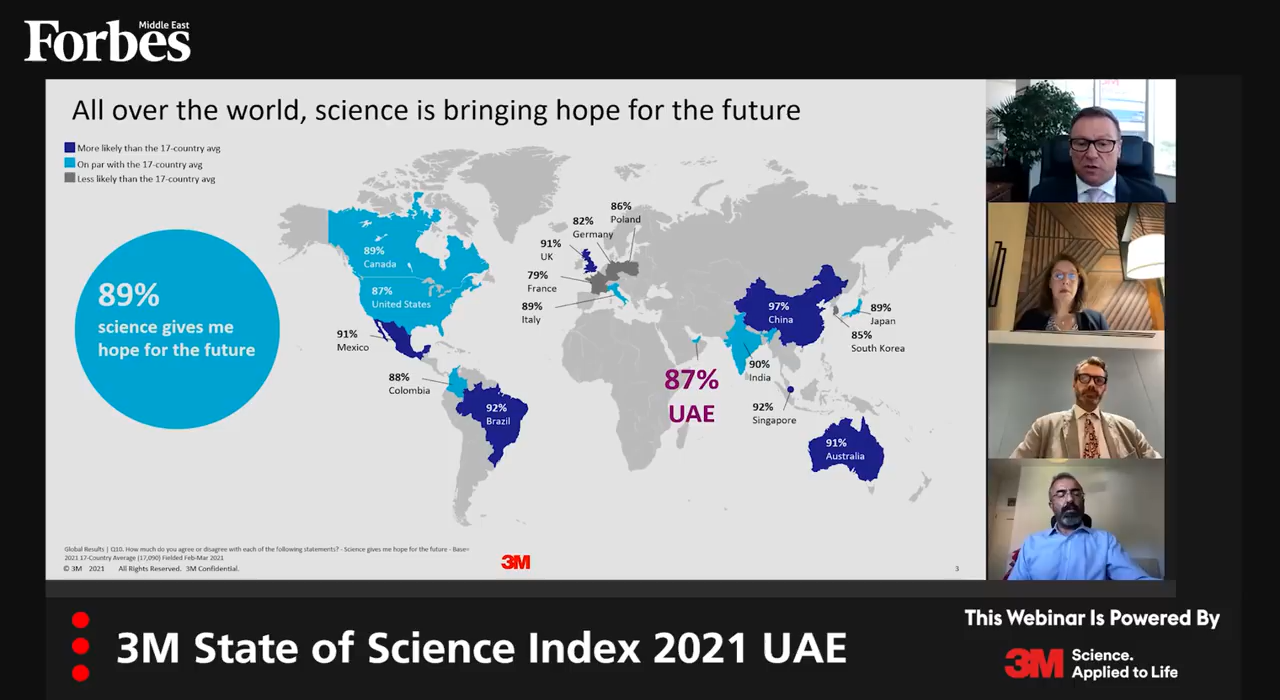 Middle East
Forbes
All over the world, science is bringing hope for the future
More likely than the 17-country avg
On par with the 17-country avg
Less likely than the 17-country avg
89%
science gives me
hope for the future
89%
Canada
87%
United States
91%
Mexico
88%
Colombia
92%
Brazil
91%
UK
82%
Germany
86%
Poland
79%
France
89%
Italy
87%
UAE
97%
China
90%
India
92%
Singapore
89%
Japan
85%
South Korea
91%
Australia
Global Results | Q10. How much do you agree or disagree with each of the following statements? - Science gives me hope for the future - Base=
2021 17-Country Average (17,090) Fielded Feb-Mar 2021
© 3M 2021 All Rights Reserved. 3M Confidential.
3M
3
3M State of Science Index 2021 UAE
This Webinar Is Powered By
3M Science.
Applied to Life